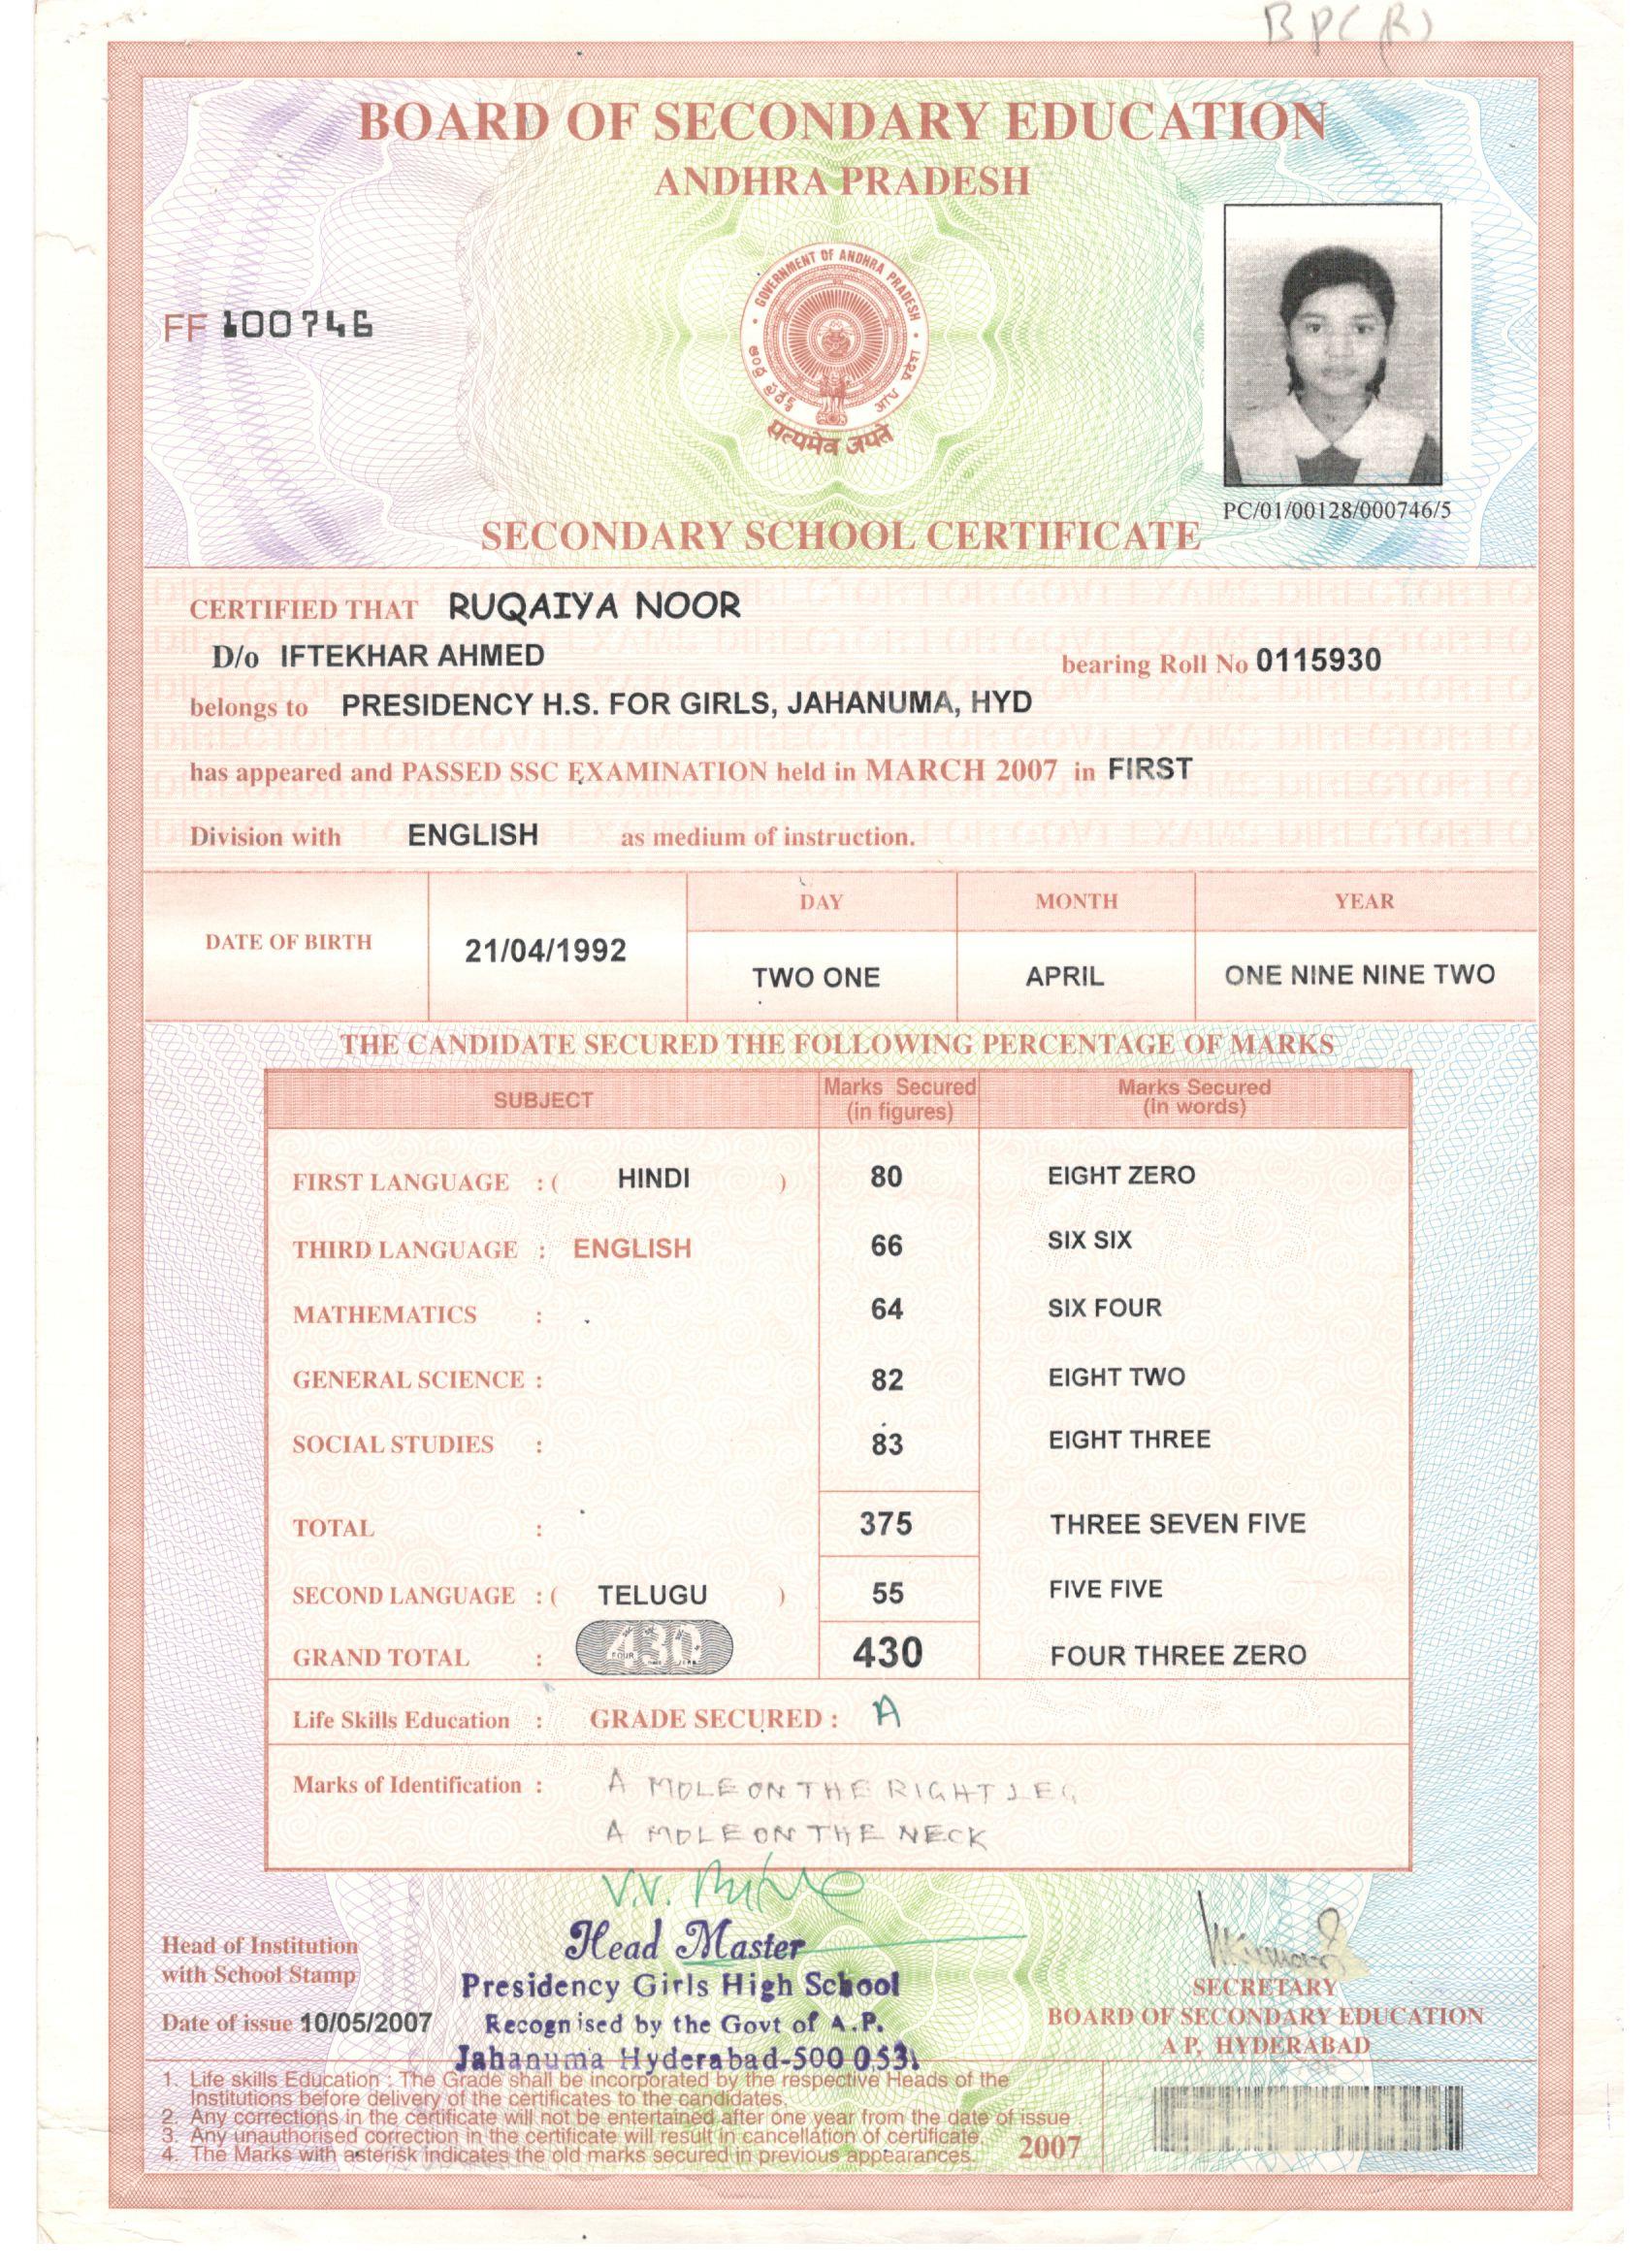 BPC (R)
BOARD OF SECONDARY EDUCATION
ANDHRA PRADESH
GOVERNMENT OF ANDHRA PRADESH
सत्यमेव जयते
FF 100746
PC/01/00128/000746/5
SECONDARY SCHOOL CERTIFICATE
CERTIFIED THAT RUQAIYA NOOR
D/o IFTEKHAR AHMED bearing Roll No 0115930
belongs to PRESIDENCY H.S. FOR GIRLS, JAHANUMA, HYD
has appeared and PASSED SSC EXAMINATION held in MARCH 2007 in FIRST
Division with ENGLISH as medium of instruction.
DATE OF BIRTH 21/04/1992 DAY MONTH YEAR
TWO ONE APRIL ONE NINE NINE TWO
THE CANDIDATE SECURED THE FOLLOWING PERCENTAGE OF MARKS
SUBJECT Marks Secured (in figures) Marks Secured (in words)
FIRST LANGUAGE : ( HINDI ) 80 EIGHT ZERO
THIRD LANGUAGE : ENGLISH 66 SIX SIX
MATHEMATICS : 64 SIX FOUR
GENERAL SCIENCE : 82 EIGHT TWO
SOCIAL STUDIES : 83 EIGHT THREE
TOTAL : 375 THREE SEVEN FIVE
SECOND LANGUAGE : ( TELUGU ) 55 FIVE FIVE
GRAND TOTAL : 430 430 FOUR THREE ZERO
Life Skills Education : GRADE SECURED : A
Marks of Identification : A MOLE ON THE RIGHT LEG
A MOLE ON THE NECK
Head Master
Presidency Girls High School
Recognised by the Govt of A.P.
Jahanuma Hyderabad-500 053.
Head of Institution
with School Stamp
Date of issue 10/05/2007
SECRETARY
BOARD OF SECONDARY EDUCATION
A P, HYDERABAD
1. Life skills Education : The Grade shall be incorporated by the respective Heads of the
Institutions before delivery of the certificates to the candidates.
2. Any corrections in the certificate will not be entertained after one year from the date of issue
3. Any unauthorised correction in the certificate will result in cancellation of certificate.
4. The Marks with asterisk indicates the old marks secured in previous appearances.
2007